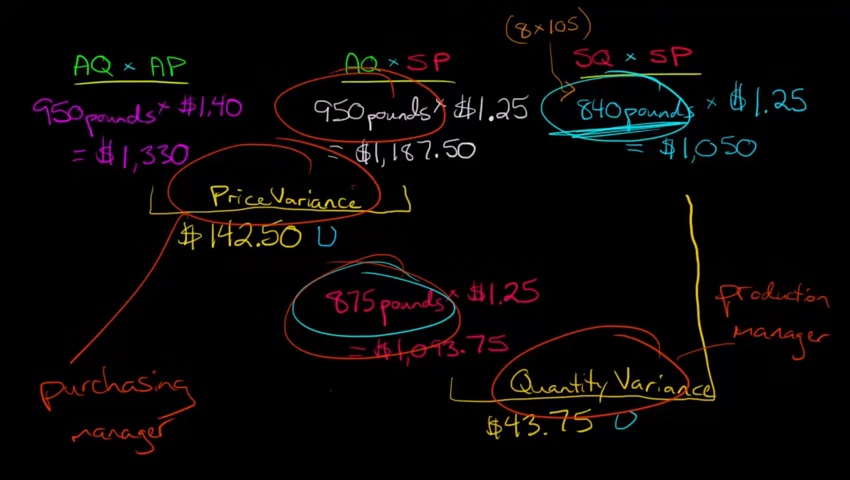 (8×105)
AQ × AP
AQ × SP
SQ × SP
950 pounds × $1.40
950 pounds × $1.25
840 pounds × $1.25
= $1,330
= $1,187.50
= $1,050
Price Variance
$142.50 U
875 pounds × $1.25
= $1,093.75
production
manager
purchasing
manager
Quantity Variance
$43.75 U